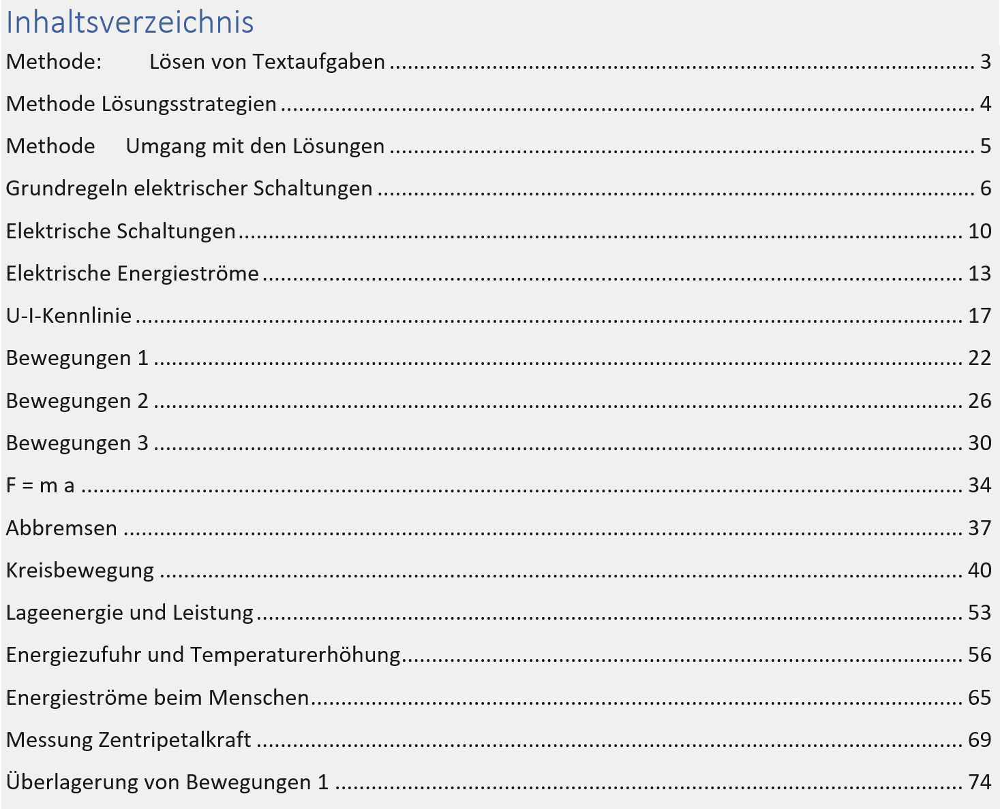 Inhaltsverzeichnis
Methode: Lösen von Textaufgaben ........ 3
Methode Lösungsstrategien ........ 4
Methode Umgang mit den Lösungen ........ 5
Grundregeln elektrischer Schaltungen ........ 6
Elektrische Schaltungen ........ 10
Elektrische Energieströme ........ 13
U-I-Kennlinie ........ 17
Bewegungen 1 ........ 22
Bewegungen 2 ........ 26
Bewegungen 3 ........ 30
F = m a ........ 34
Abbremsen ........ 37
Kreisbewegung ........ 40
Lageenergie und Leistung ........ 53
Energiezufuhr und Temperaturerhöhung ........ 56
Energieströme beim Menschen ........ 65
Messung Zentripetalkraft ........ 69
Überlagerung von Bewegungen 1 ........ 74